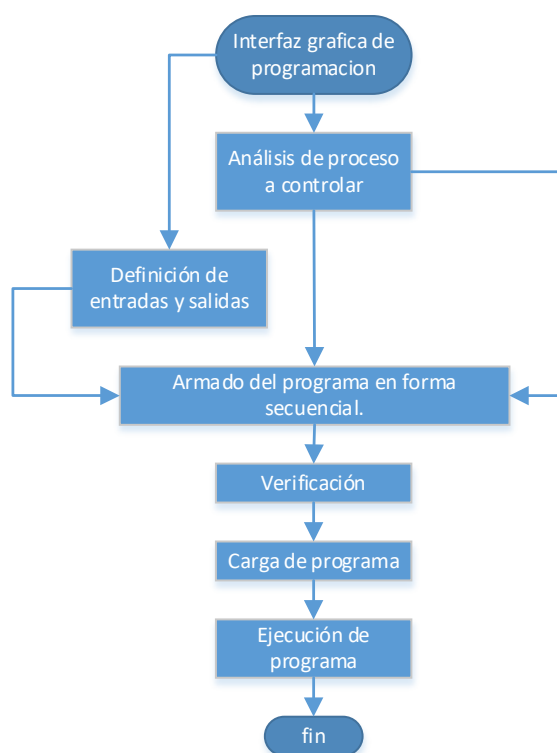 Interfaz grafica de
programacion
Análisis de proceso
a controlar
Definición de
entradas y salidas
Armado del programa en forma
secuencial.
Verificación
Carga de programa
Ejecución de
programa
fin